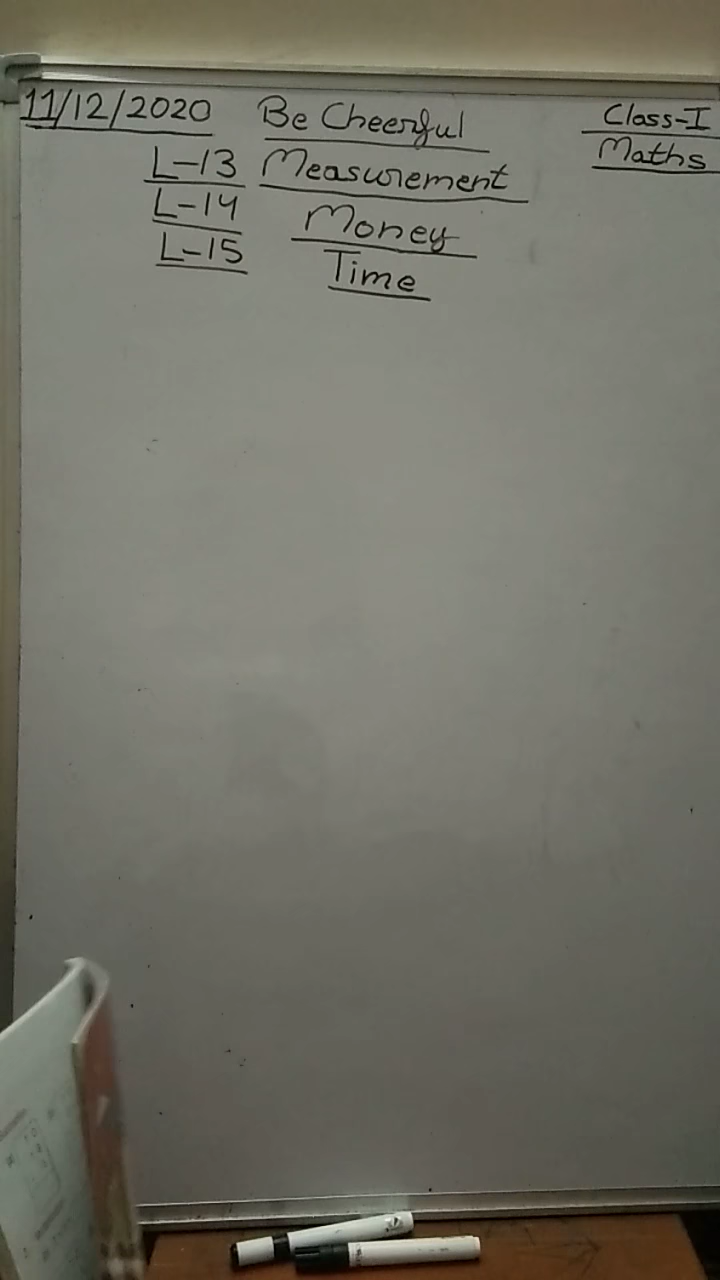 11/12/2020 Be Cheerful Class-I
Maths
L-13 Measurement
L-14 Money
L-15 Time